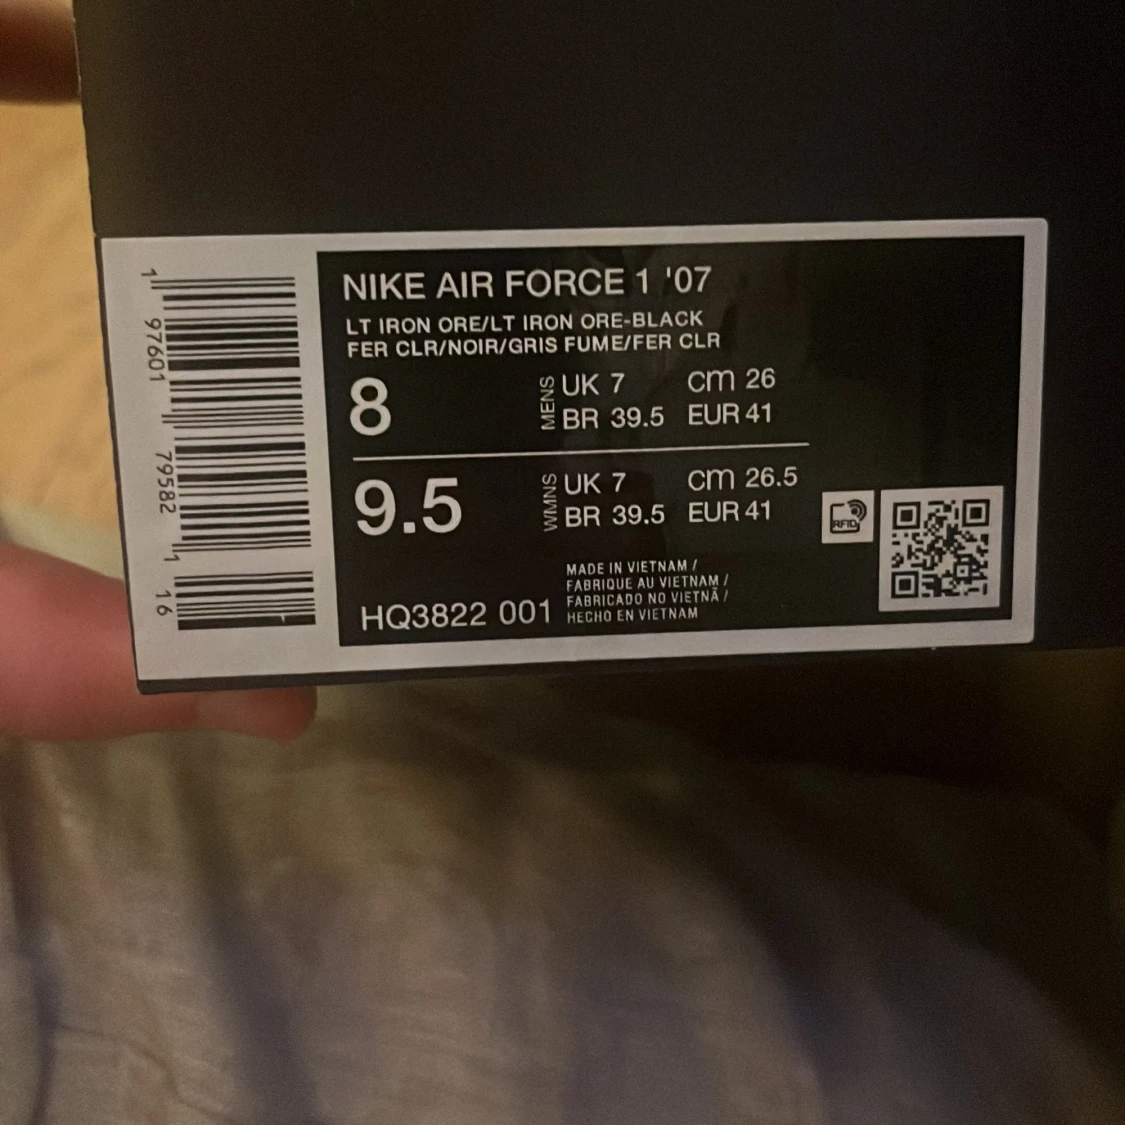 NIKE AIR FORCE 1 '07
LT IRON ORE/LT IRON ORE-BLACK
FER CLR/NOIR/GRIS FUME/FER CLR
8
MENS
UK 7 cm 26
BR 39.5 EUR 41
9.5
WMNS
UK 7 cm 26.5
BR 39.5 EUR 41
RFID
MADE IN VIETNAM /
FABRIQUE AU VIETNAM /
FABRICADO NO VIETNÃ /
HECHO EN VIETNAM
HQ3822 001
1 97601 79582 1 16